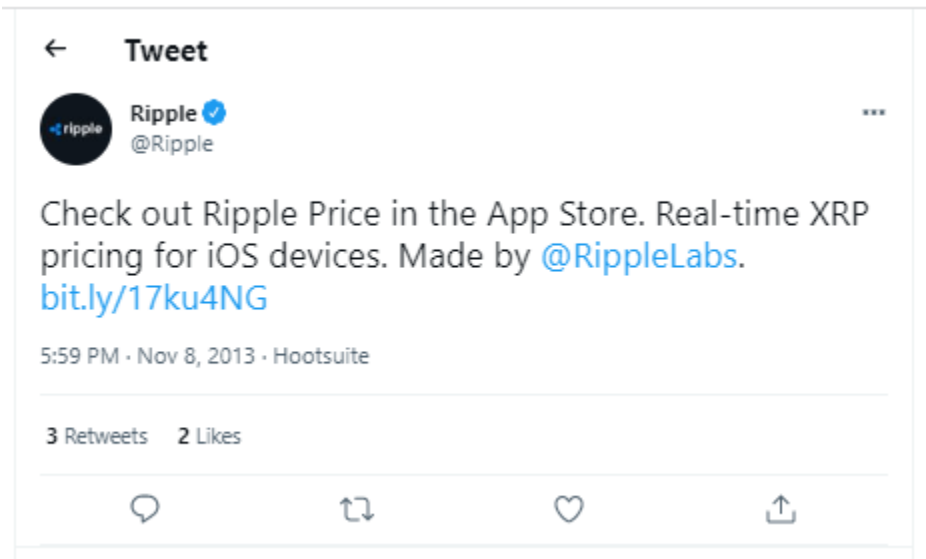 Tweet
ripple
Ripple
@Ripple
Check out Ripple Price in the App Store. Real-time XRP
pricing for iOS devices. Made by @RippleLabs.
bit.ly/17ku4NG
5:59 PM · Nov 8, 2013 · Hootsuite
3 Retweets 2 Likes